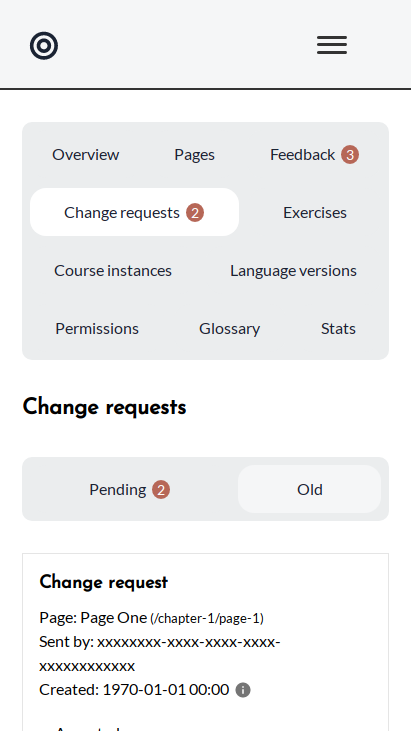 Overview Pages Feedback 3
Change requests 2 Exercises
Course instances Language versions
Permissions Glossary Stats
Change requests
Pending 2 Old
Change request
Page: Page One (/chapter-1/page-1)
Sent by: xxxxxxxx-xxxx-xxxx-xxxx-
xxxxxxxxxxxx
Created: 1970-01-01 00:00